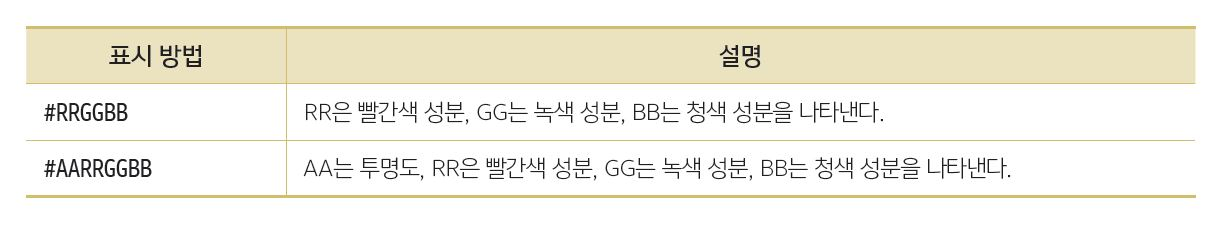 표시 방법 설명
#RRGGBB RR은 빨간색 성분, GG는 녹색 성분, BB는 청색 성분을 나타낸다.
#AARRGGBB AA는 투명도, RR은 빨간색 성분, GG는 녹색 성분, BB는 청색 성분을 나타낸다.